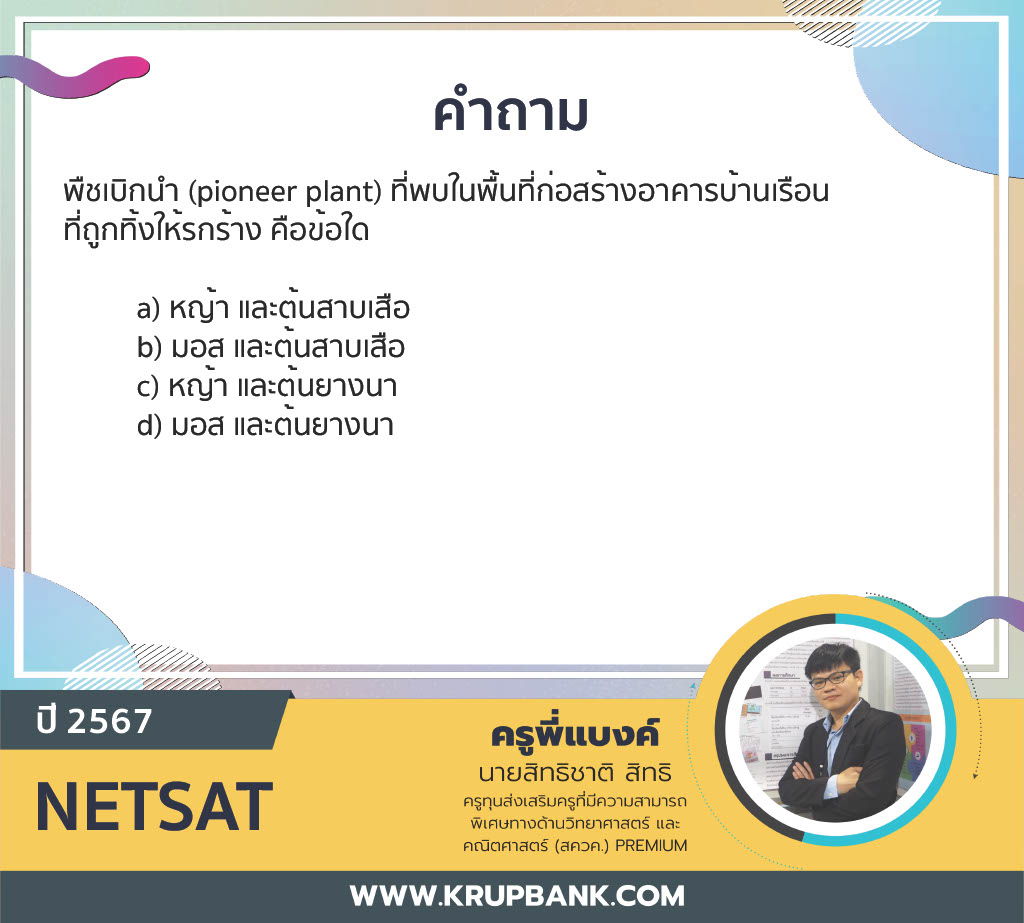 คำถาม
พืชเบิกนำ (pioneer plant) ที่พบในพื้นที่ก่อสร้างอาคารบ้านเรือน
ที่ถูกทิ้งให้รกร้าง คือข้อใด
a) หญ้า และต้นสาบเสือ
b) มอส และต้นสาบเสือ
c) หญ้า และต้นยางนา
d) มอส และต้นยางนา
ปี 2567
NETSAT
ครูพี่แบงค์
นายสิทธิชาติ สิทธิ
ครูทุนส่งเสริมครูที่มีความสามารถ
พิเศษทางด้านวิทยาศาสตร์ และ
คณิตศาสตร์ (สควค.) PREMIUM
WWW.KRUPBANK.COM